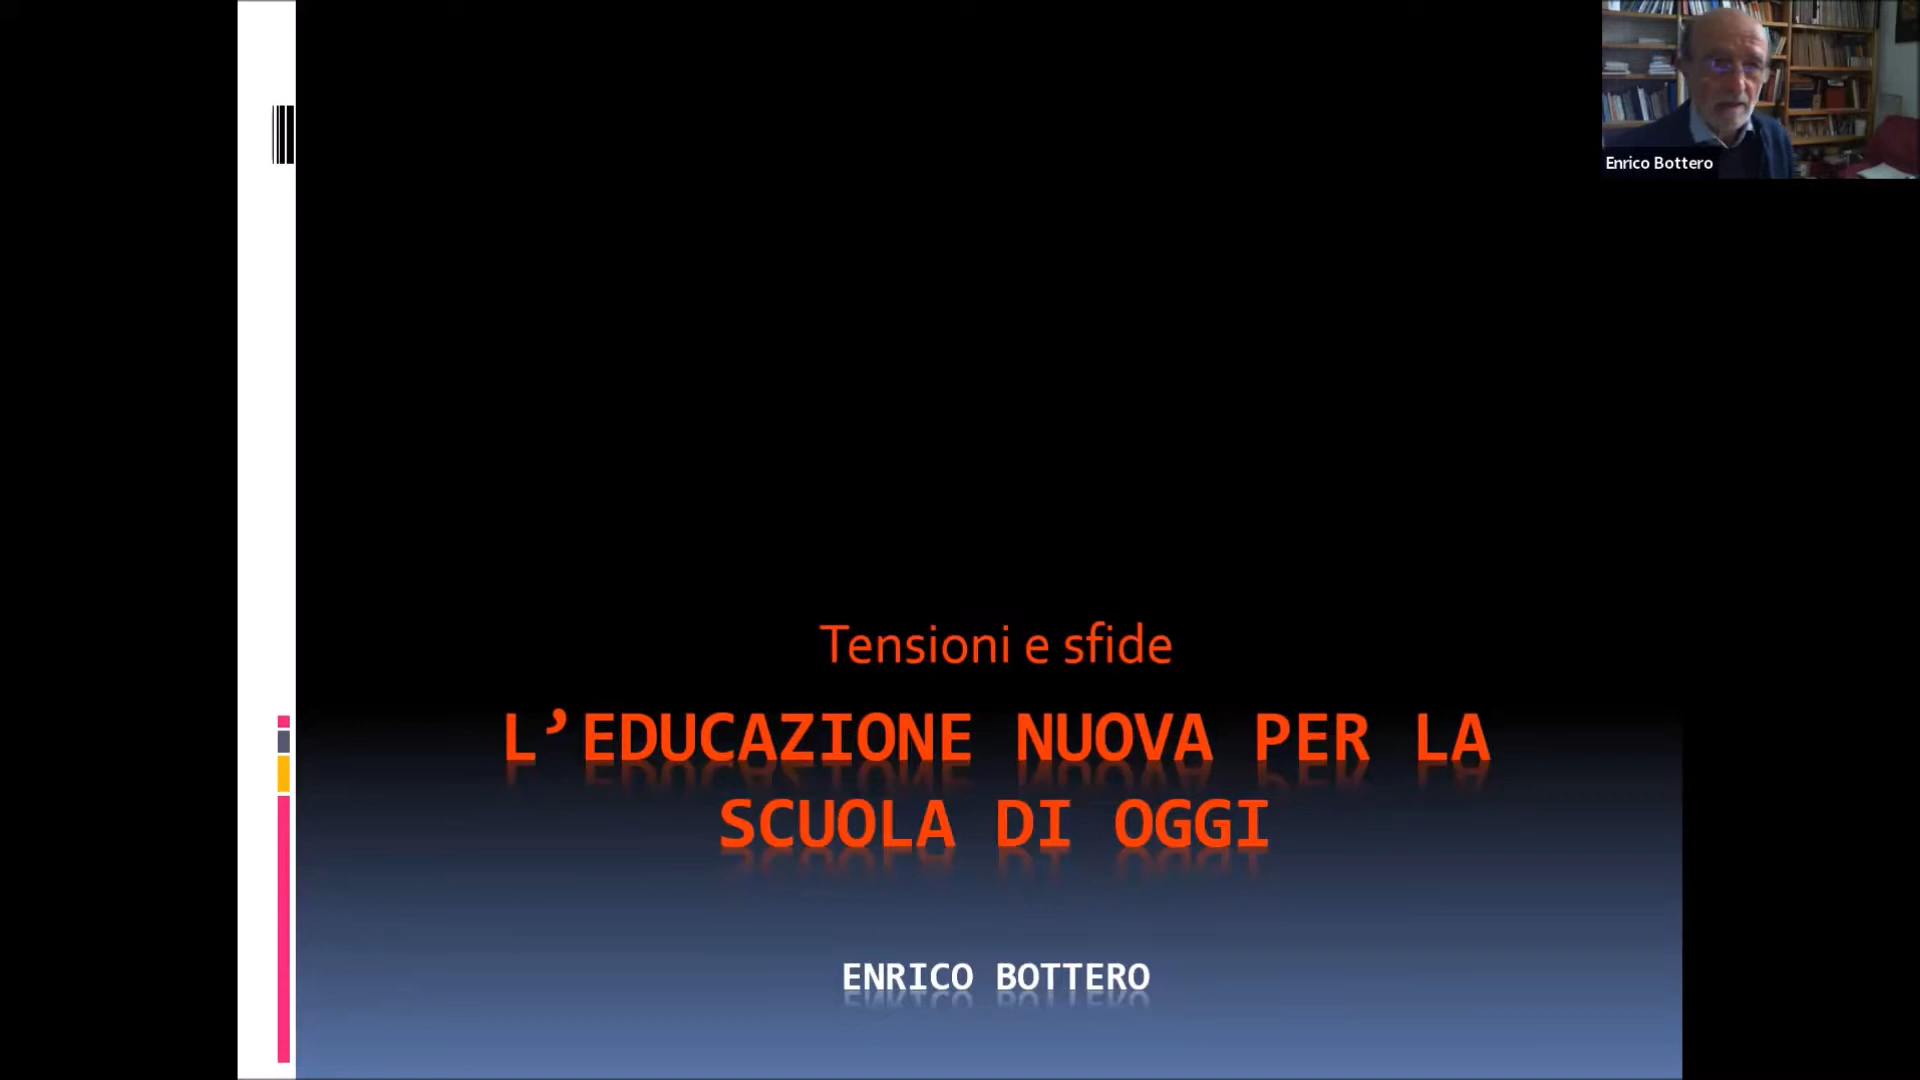 Enrico Bottero
Tensioni e sfide
L’EDUCAZIONE NUOVA PER LA
SCUOLA DI OGGI
ENRICO BOTTERO